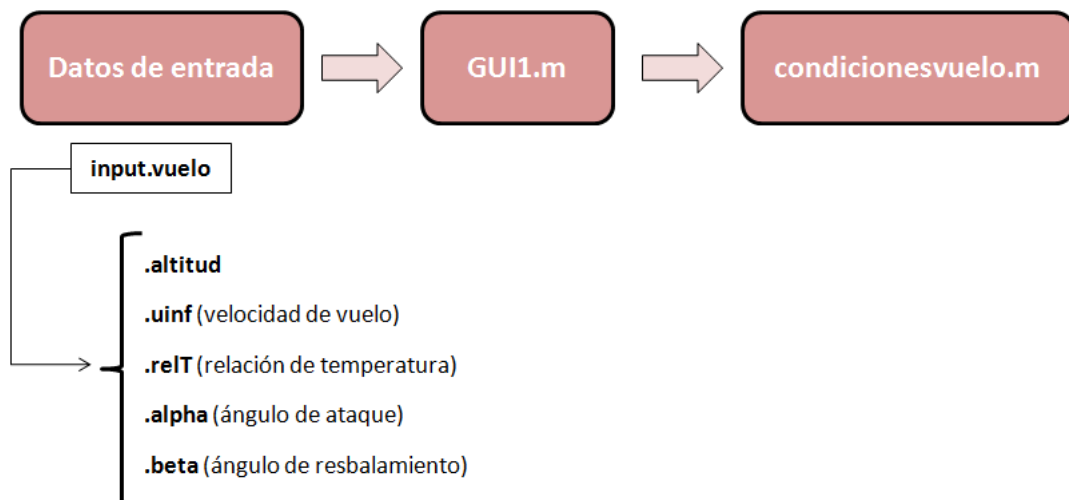 Datos de entrada
GUI1.m
condicionesvuelo.m
input.vuelo
.altitud
.uinf (velocidad de vuelo)
.relT (relación de temperatura)
.alpha (ángulo de ataque)
.beta (ángulo de resbalamiento)